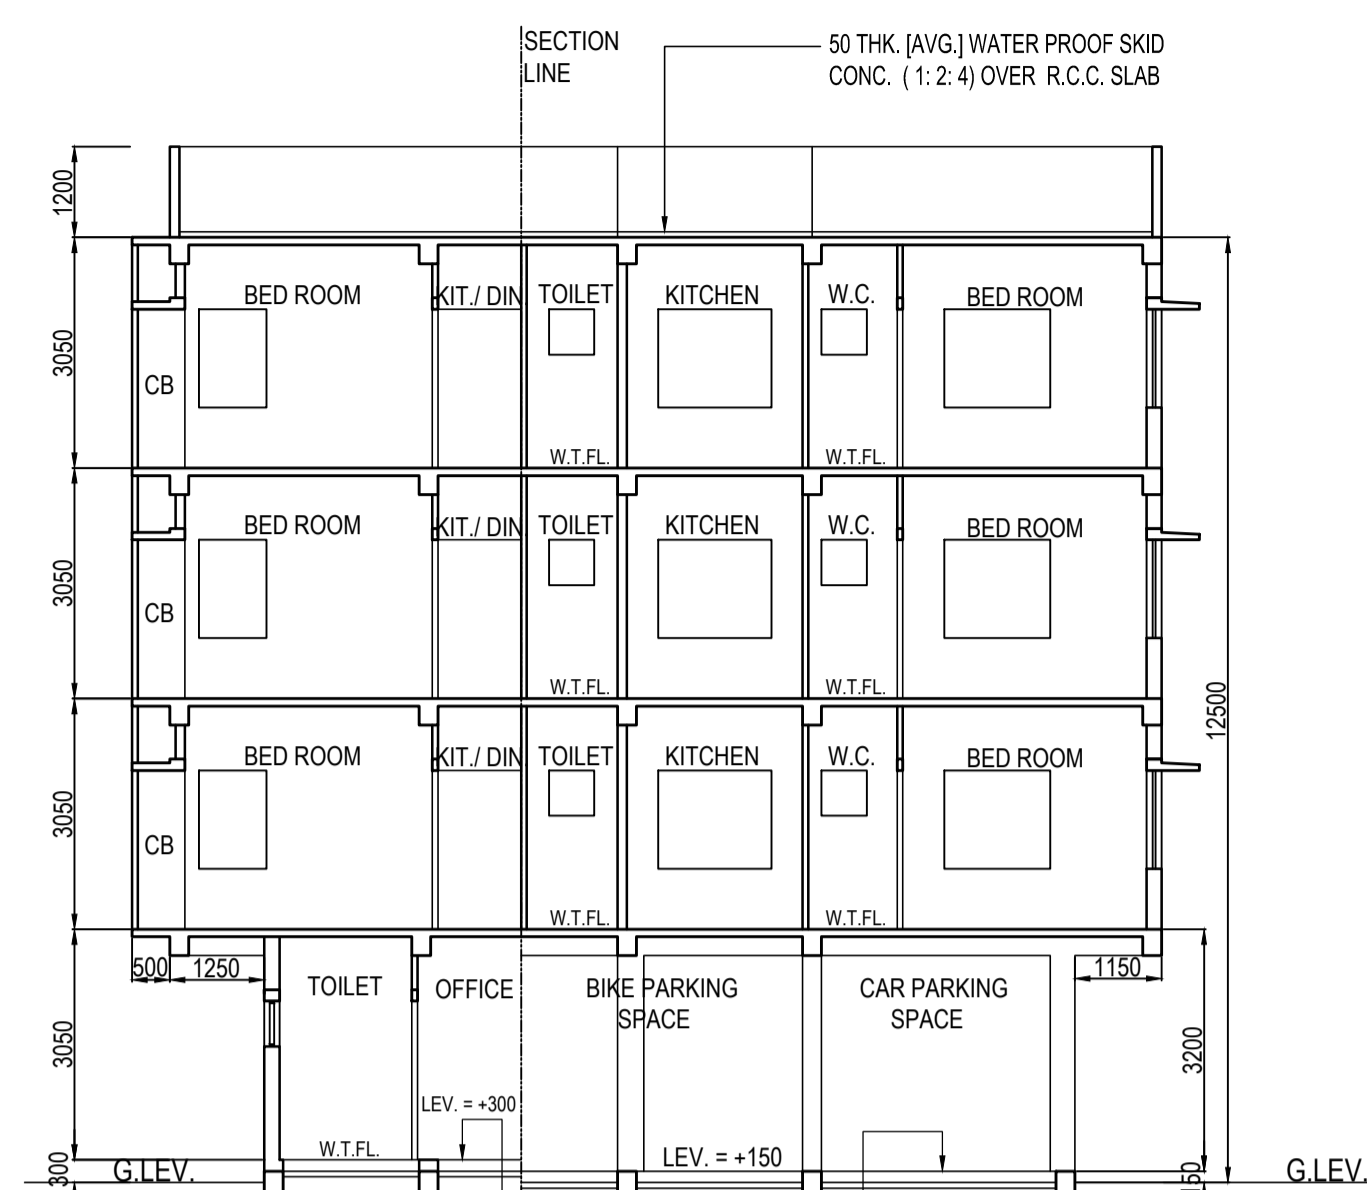 SECTION
LINE
50 THK. [AVG.] WATER PROOF SKID
CONC. ( 1: 2: 4) OVER R.C.C. SLAB
1200
3050
BED ROOM
KIT./ DIN.
TOILET
KITCHEN
W.C.
BED ROOM
CB
W.T.FL.
W.T.FL.
3050
BED ROOM
KIT./ DIN.
TOILET
KITCHEN
W.C.
BED ROOM
CB
W.T.FL.
W.T.FL.
12500
3050
BED ROOM
KIT./ DIN.
TOILET
KITCHEN
W.C.
BED ROOM
CB
W.T.FL.
W.T.FL.
500
1250
1150
TOILET
OFFICE
BIKE PARKING
SPACE
CAR PARKING
SPACE
3050
3200
LEV. = +300
W.T.FL.
LEV. = +150
300
G.LEV.
G.LEV.